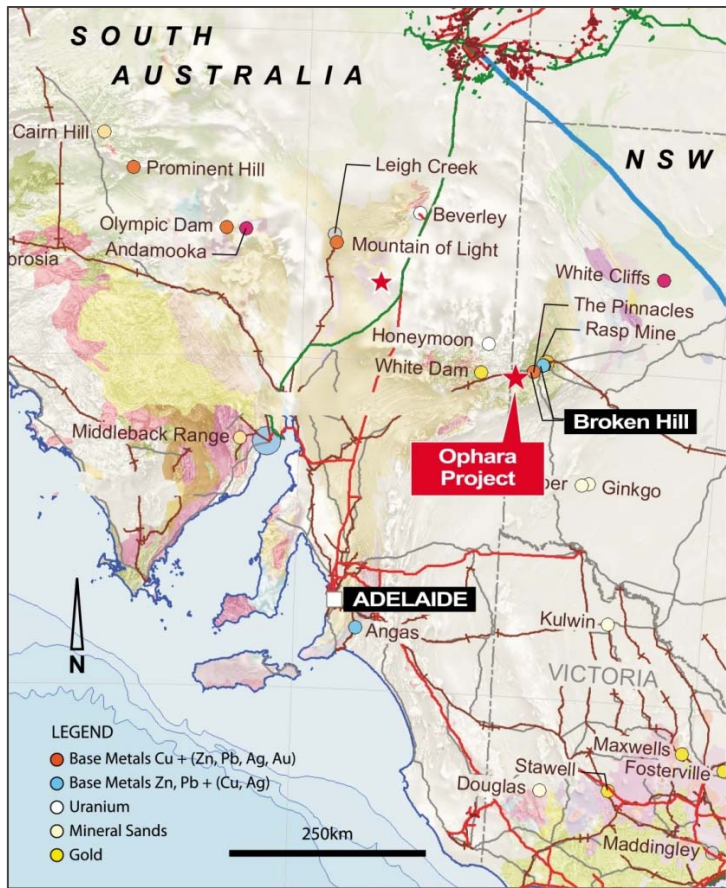 SOUTH
AUSTRALIA
NSW
Cairn Hill
Prominent Hill
Leigh Creek
Beverley
Olympic Dam
Andamooka
Mountain of Light
White Cliffs
The Pinnacles
Honeymoon
Rasp Mine
White Dam
Broken Hill
Middleback Range
Ophara
Project
Ginkgo
ADELAIDE
Angas
Kulwin
VICTORIA
N
LEGEND
Base Metals Cu + (Zn, Pb, Ag, Au)
Base Metals Zn, Pb + (Cu, Ag)
Uranium
Mineral Sands
Gold
250km
Maxwells
Stawell
Fosterville
Douglas
Maddingley